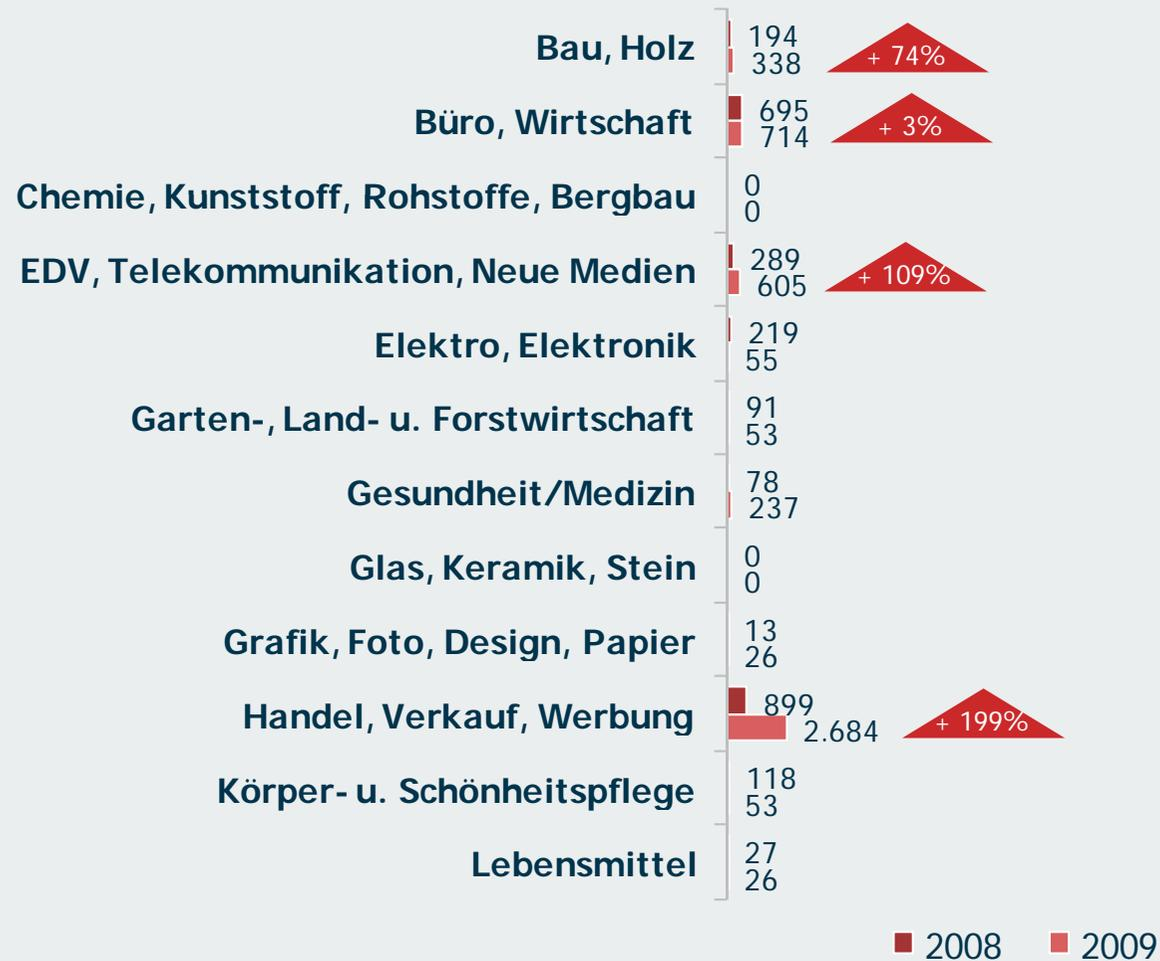 Bau, Holz
194
338
+ 74%
Büro, Wirtschaft
695
714
+ 3%
Chemie, Kunststoff, Rohstoffe, Bergbau
0
0
EDV, Telekommunikation, Neue Medien
289
605
+ 109%
Elektro, Elektronik
219
55
Garten-, Land- u. Forstwirtschaft
91
53
Gesundheit/Medizin
78
237
Glas, Keramik, Stein
0
0
Grafik, Foto, Design, Papier
13
26
Handel, Verkauf, Werbung
899
2.684
+ 199%
Körper- u. Schönheitspflege
118
53
Lebensmittel
27
26
2008 2009